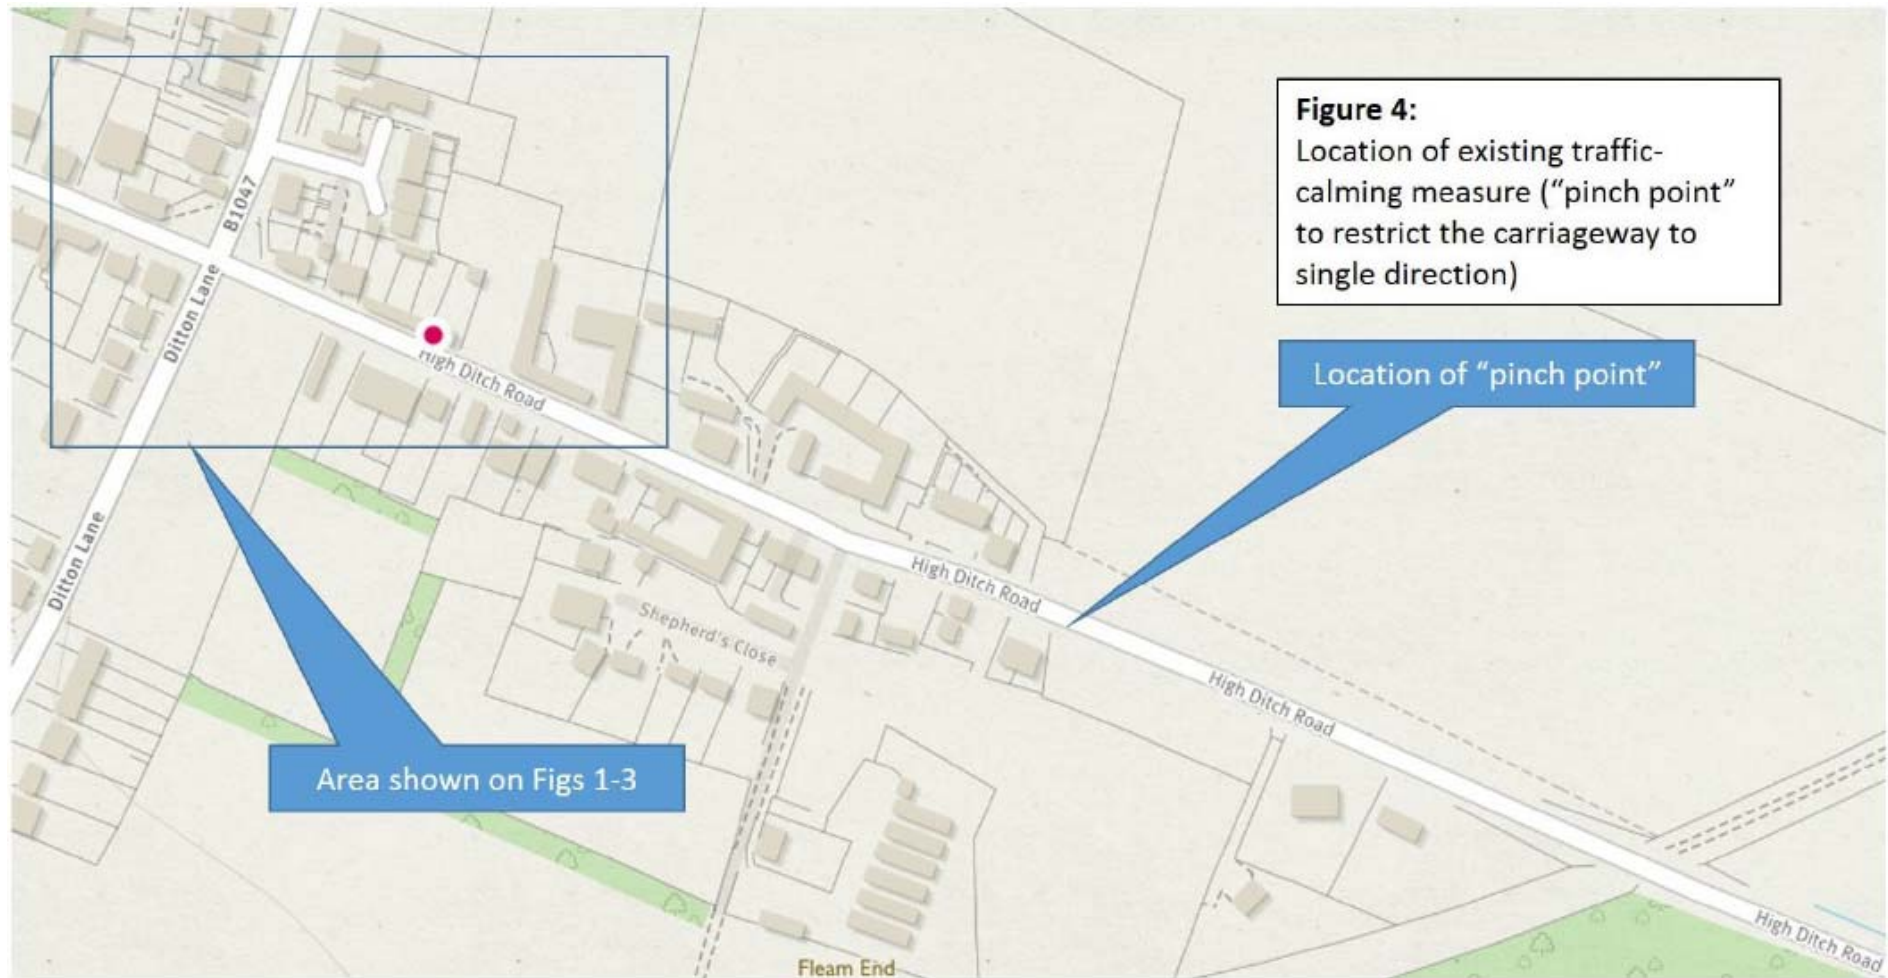 Figure 4:
Location of existing traffic-
calming measure (“pinch point”
to restrict the carriageway to
single direction)
Location of “pinch point”
B1047
Ditton Lane
High Ditch Road
Ditton Lane
High Ditch Road
Shepherd's Close
High Ditch Road
Area shown on Figs 1-3
High Ditch Road
Fleam End